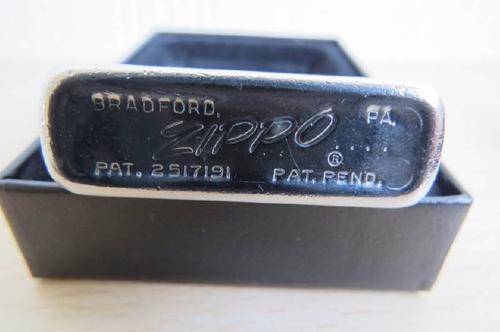 BRADFORD. PA.
ZIPPO
® ....
PAT. 2517191 PAT. PEND.